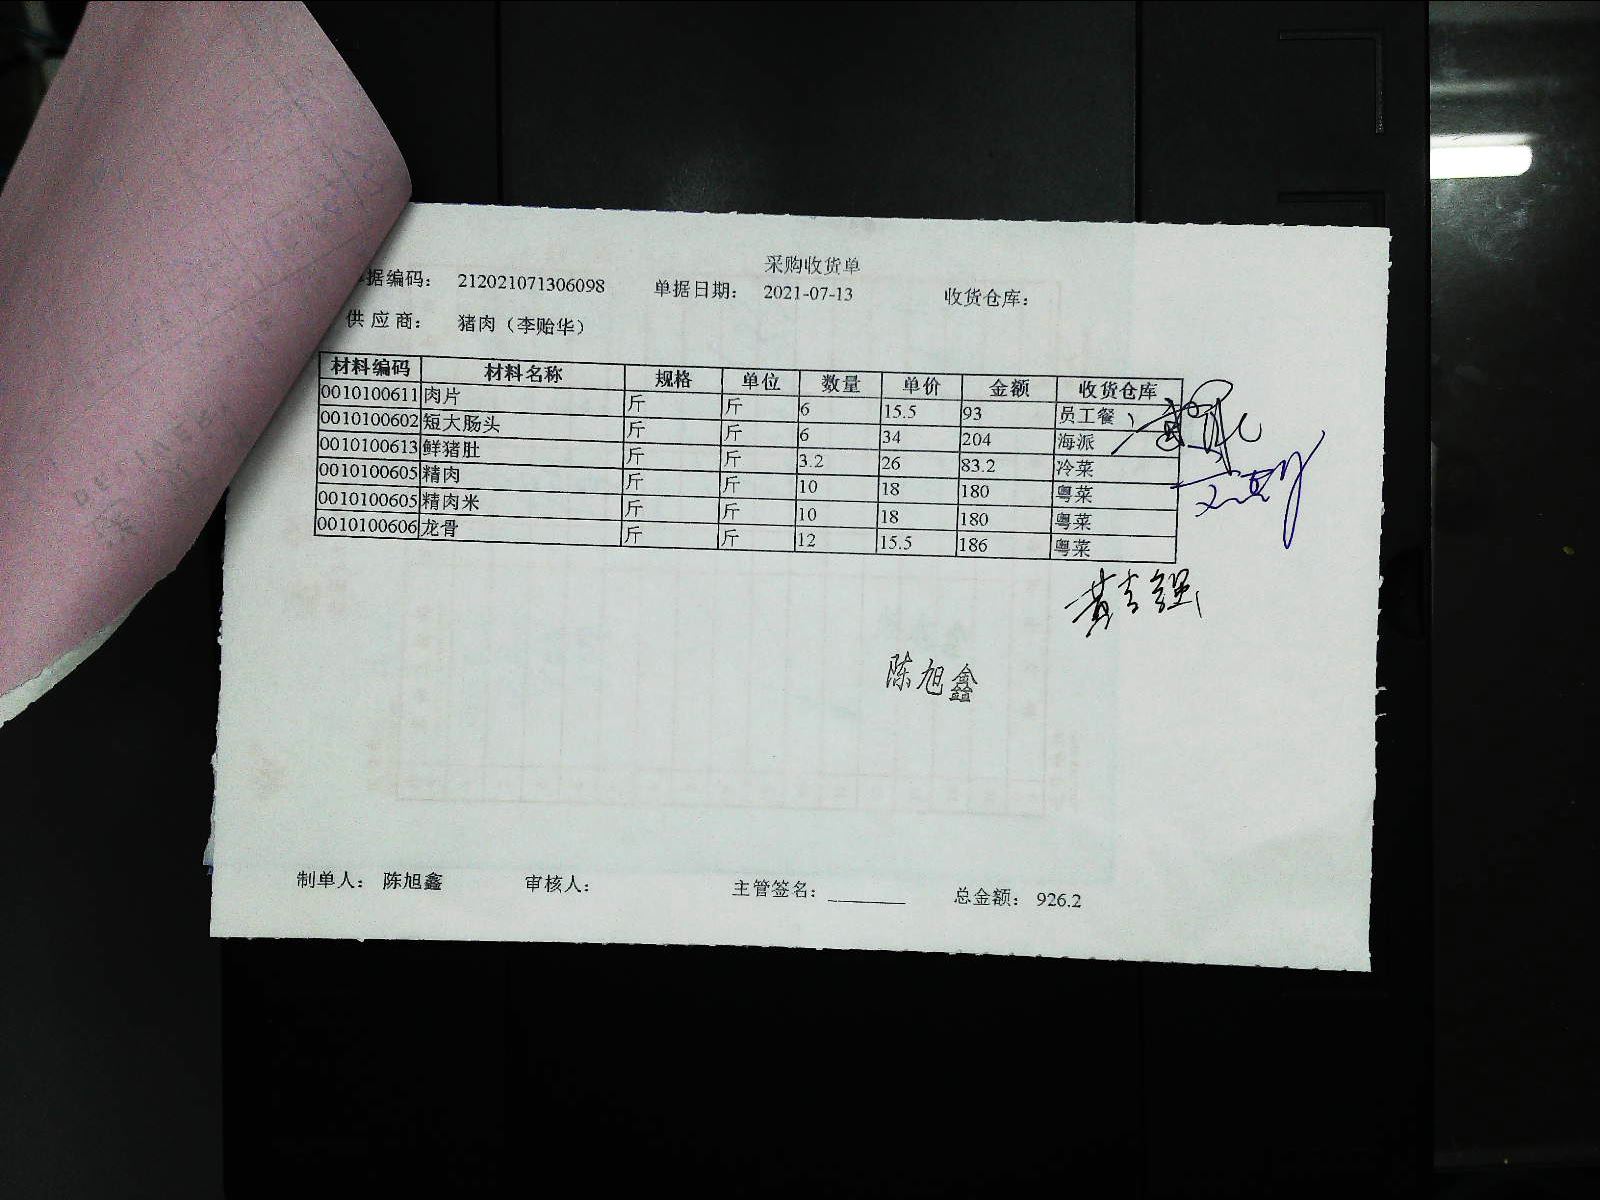 采购收货单
据编码： 212021071306098 单据日期： 2021-07-13 收货仓库：
供 应 商： 猪肉（李贻华）
材料编码 材料名称 规格 单位 数量 单价 金额 收货仓库
0010100611 肉片 斤 斤 6 15.5 93 员工餐
0010100602 短大肠头 斤 斤 6 34 204 海派
0010100613 鲜猪肚 斤 斤 3.2 26 83.2 冷菜
0010100605 精肉 斤 斤 10 18 180 粤菜
0010100605 精肉米 斤 斤 10 18 180 粤菜
0010100606 龙骨 斤 斤 12 15.5 186 粤菜
陈旭鑫
制单人： 陈旭鑫 审核人： 主管签名： 总金额： 926.2